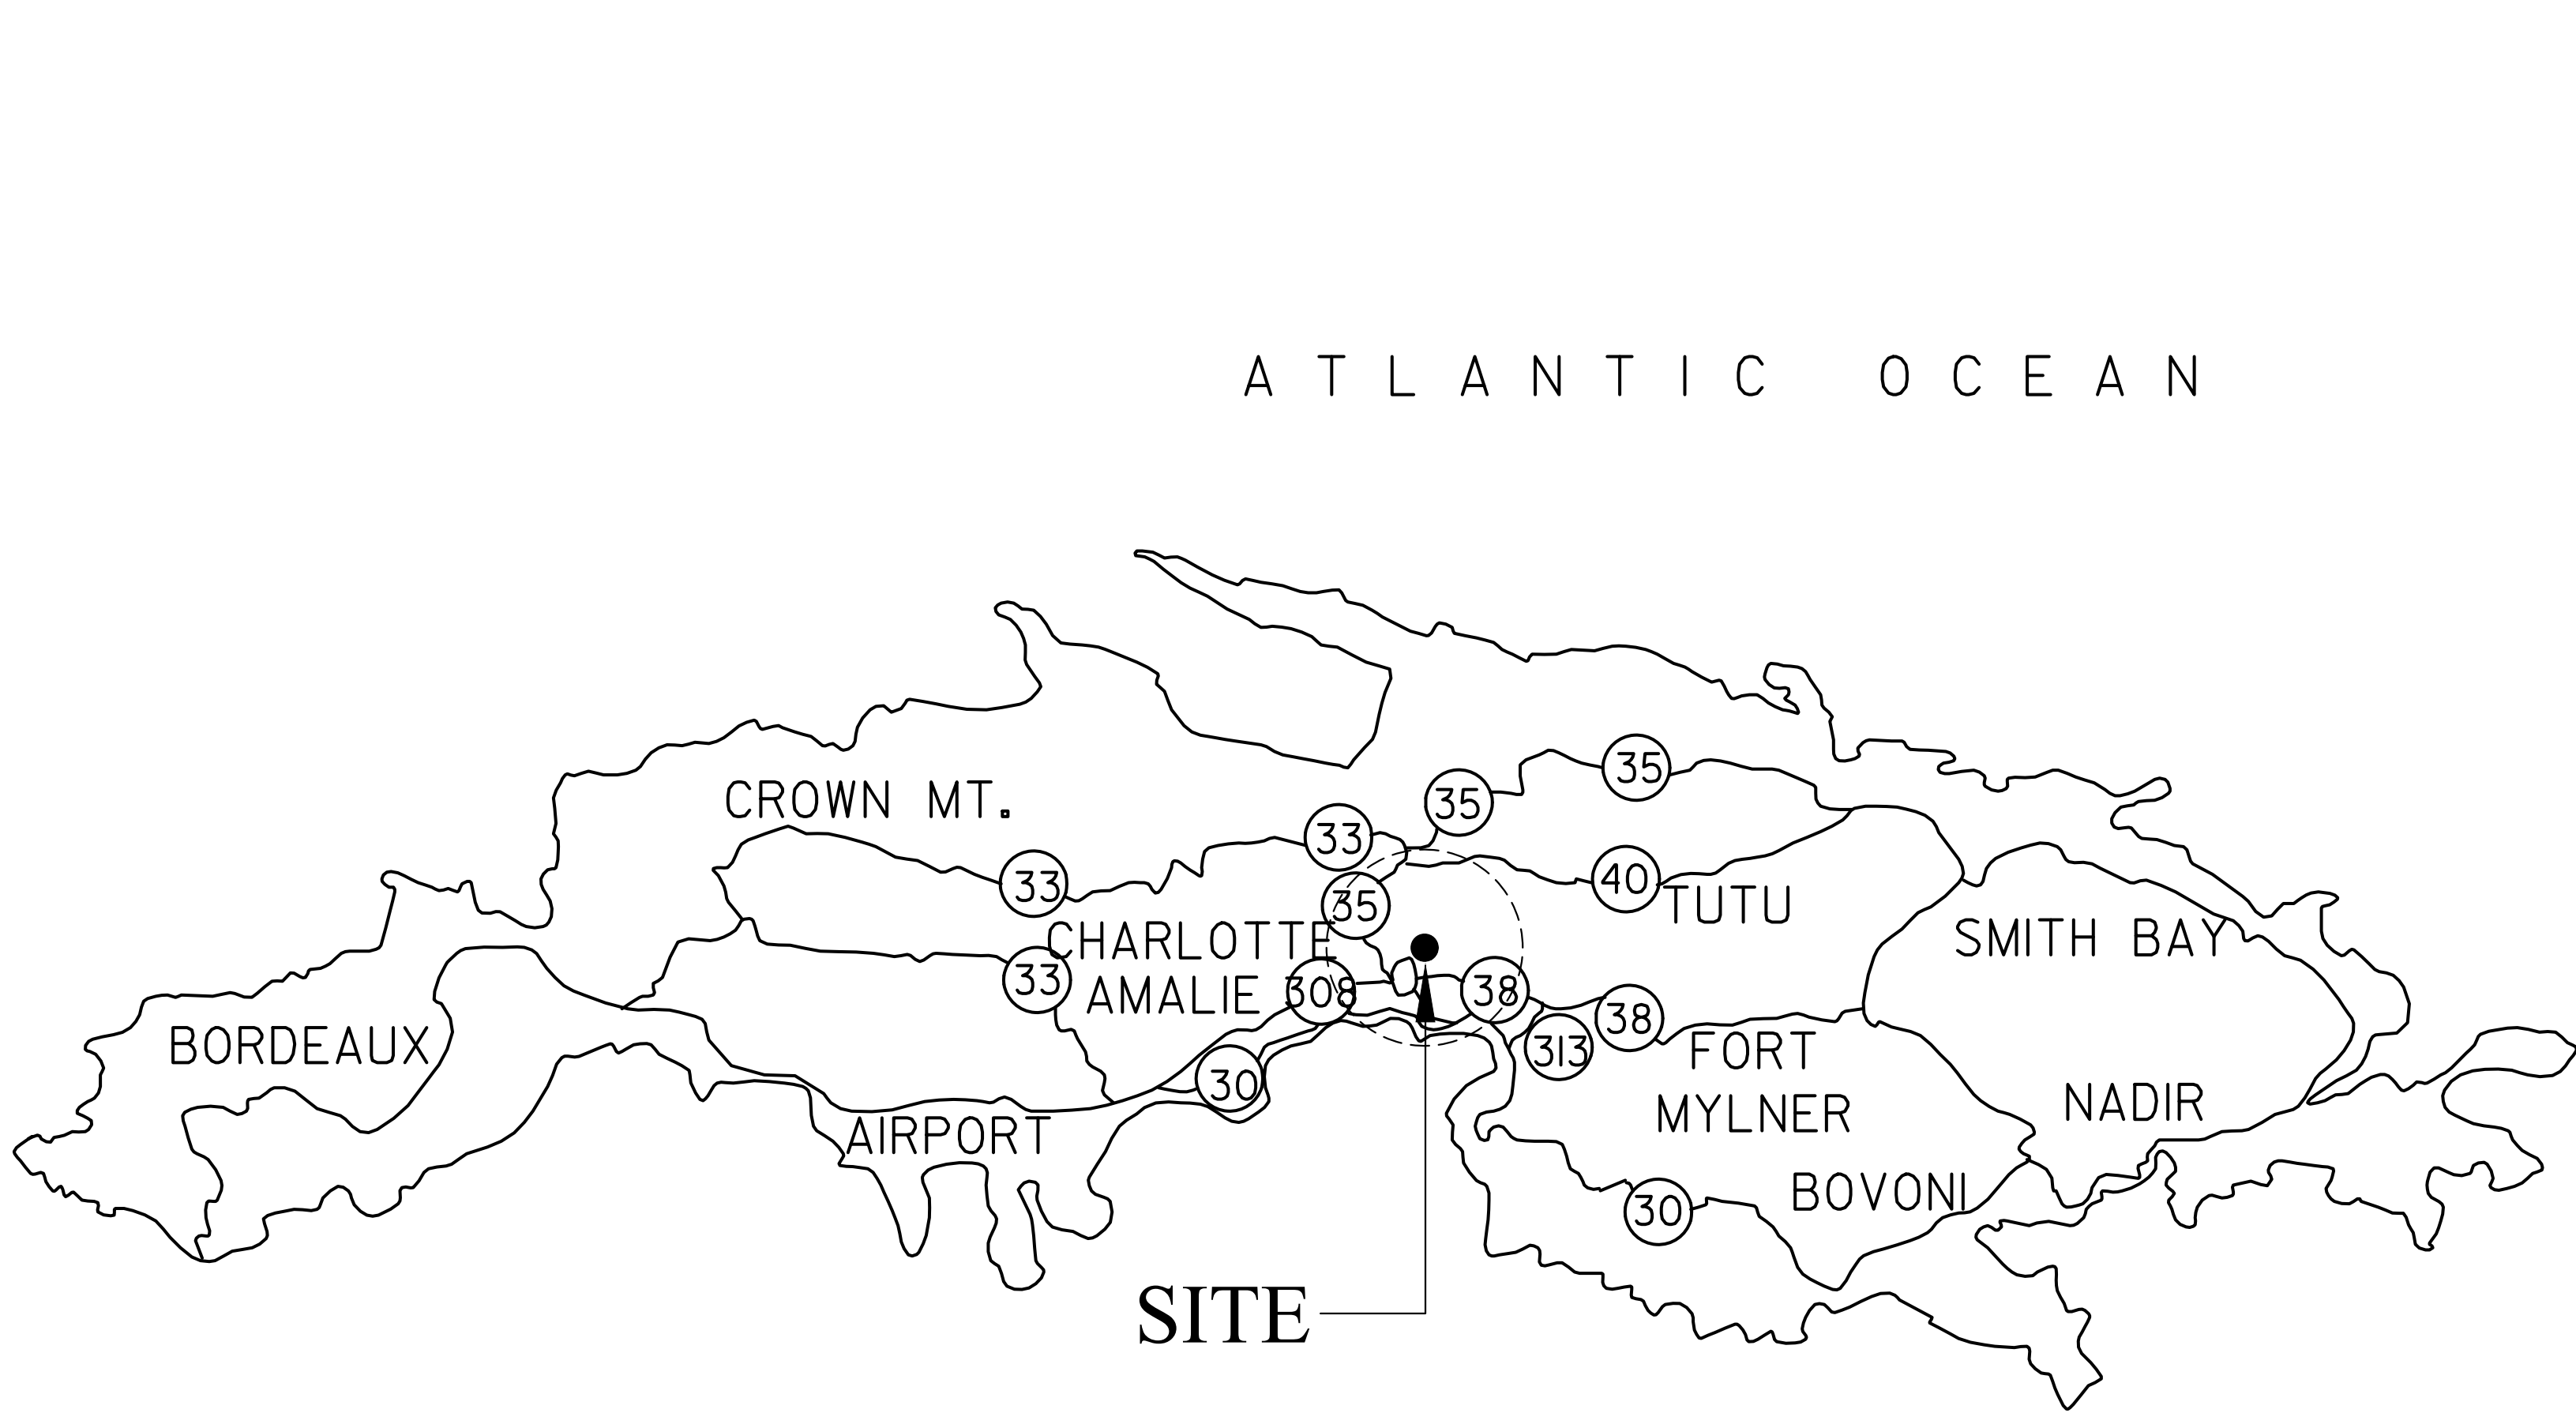 ATLANTIC OCEAN
35
35
CROWN MT.
33
33
40
TUTU
35
CHARLOTTE
AMALIE
SMITH BAY
33
308
38
38
BORDEAUX
313
FORT
MYLNER
30
NADIR
AIRPORT
BOVONI
30
SITE